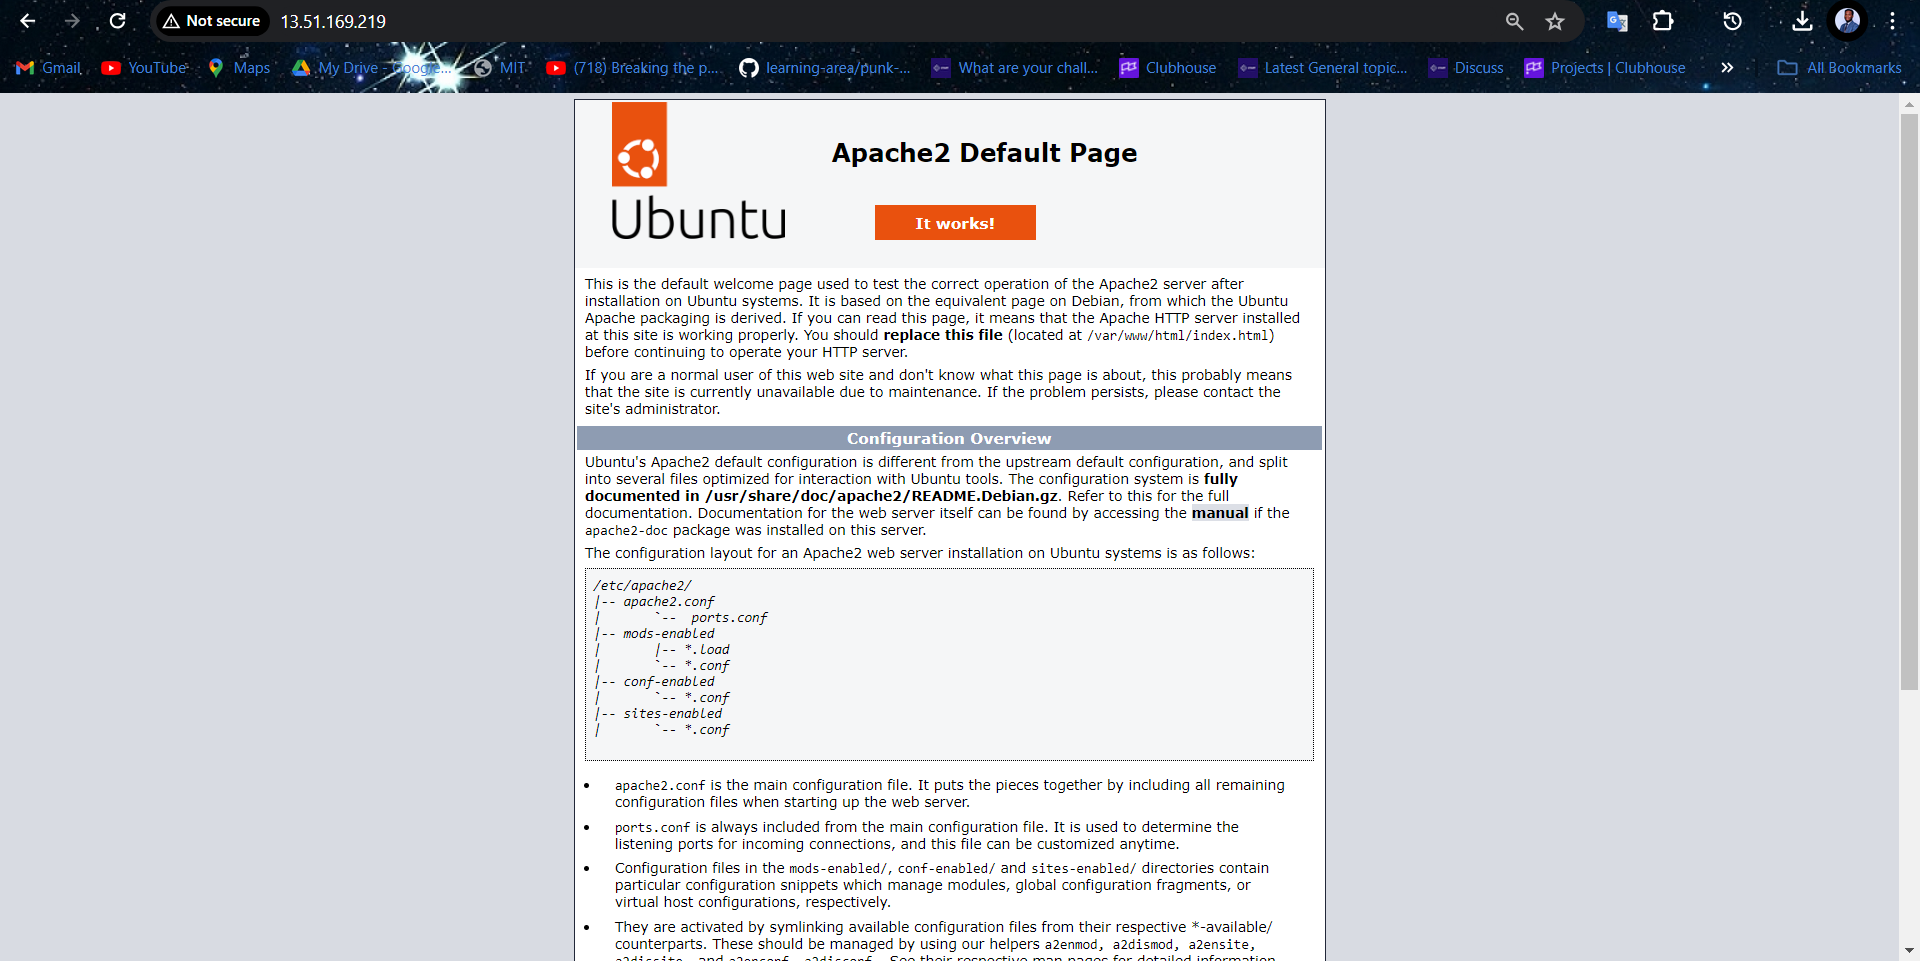 Not secure 13.51.169.219
Gmail YouTube Maps My Drive - Google... MIT (718) Breaking the p... learning-area/punk-... What are your chall... Clubhouse Latest General topic... Discuss Projects | Clubhouse » All Bookmarks
Apache2 Default Page
Ubuntu
It works!
This is the default welcome page used to test the correct operation of the Apache2 server after
installation on Ubuntu systems. It is based on the equivalent page on Debian, from which the Ubuntu
Apache packaging is derived. If you can read this page, it means that the Apache HTTP server installed
at this site is working properly. You should replace this file (located at /var/www/html/index.html)
before continuing to operate your HTTP server.
If you are a normal user of this web site and don't know what this page is about, this probably means
that the site is currently unavailable due to maintenance. If the problem persists, please contact the
site's administrator.
Configuration Overview
Ubuntu's Apache2 default configuration is different from the upstream default configuration, and split
into several files optimized for interaction with Ubuntu tools. The configuration system is fully
documented in /usr/share/doc/apache2/README.Debian.gz. Refer to this for the full
documentation. Documentation for the web server itself can be found by accessing the manual if the
apache2-doc package was installed on this server.
The configuration layout for an Apache2 web server installation on Ubuntu systems is as follows:
/etc/apache2/
|-- apache2.conf
|       `--  ports.conf
|-- mods-enabled
|       |-- *.load
|       `-- *.conf
|-- conf-enabled
|       `-- *.conf
|-- sites-enabled
|       `-- *.conf
• apache2.conf is the main configuration file. It puts the pieces together by including all remaining
configuration files when starting up the web server.
• ports.conf is always included from the main configuration file. It is used to determine the
listening ports for incoming connections, and this file can be customized anytime.
• Configuration files in the mods-enabled/, conf-enabled/ and sites-enabled/ directories contain
particular configuration snippets which manage modules, global configuration fragments, or
virtual host configurations, respectively.
• They are activated by symlinking available configuration files from their respective *-available/
counterparts. These should be managed by using our helpers a2enmod, a2dismod, a2ensite,
a2dissite, and a2enconf, a2disconf . See their respective man pages for detailed information.